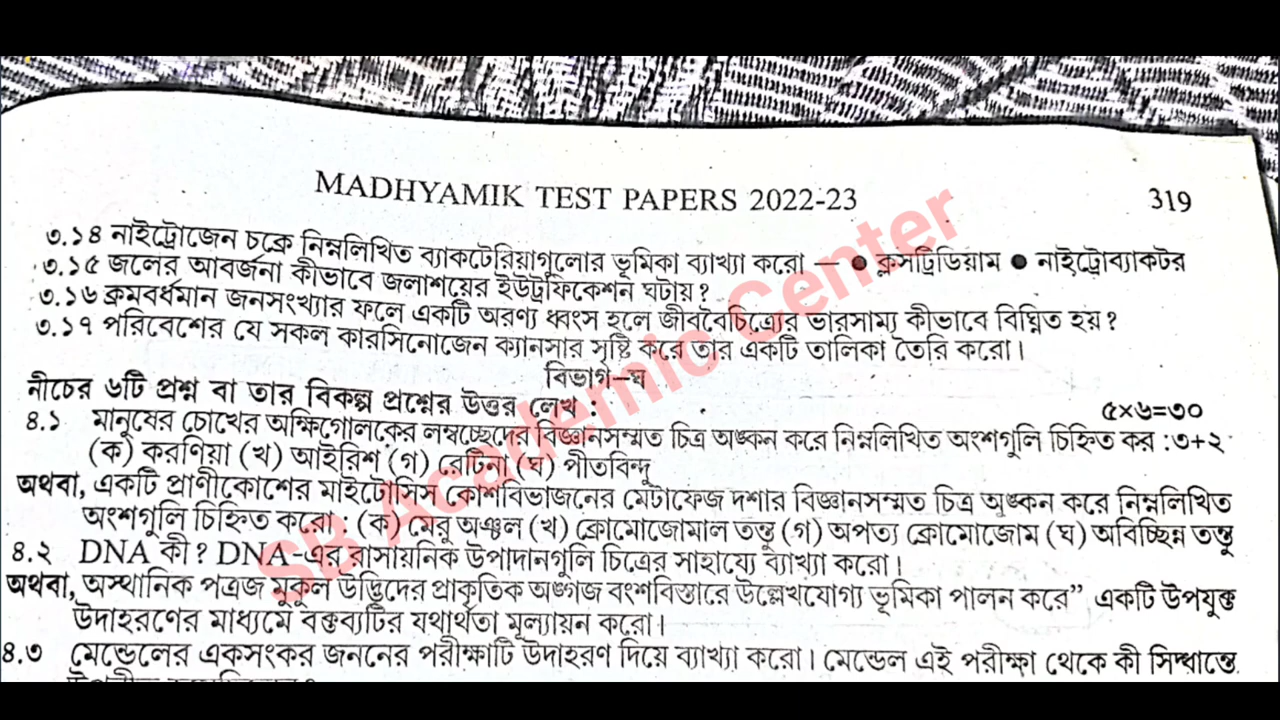 MADHYAMIK TEST PAPERS 2022-23 319
৩.১৪ নাইট্রোজেন চক্রে নিম্নলিখিত ব্যাকটেরিয়াগুলোর ভূমিকা ব্যাখ্যা করো — ● ক্লসট্রিডিয়াম ● নাইট্রোব্যাকটর
৩.১৫ জলের আবর্জনা কীভাবে জলাশয়ের ইউট্রফিকেশন ঘটায়?
৩.১৬ ক্রমবর্ধমান জনসংখ্যার ফলে একটি অরণ্য ধ্বংস হলে জীববৈচিত্র্যের ভারসাম্য কীভাবে বিঘ্নিত হয়?
৩.১৭ পরিবেশের যে সকল কারসিনোজেন ক্যানসার সৃষ্টি করে তার একটি তালিকা তৈরি করো।
বিভাগ–ঘ
নীচের ৬টি প্রশ্ন বা তার বিকল্প প্রশ্নের উত্তর লেখ : ৫×৬=৩০
৪.১ মানুষের চোখের অক্ষিগোলকের লম্বচ্ছেদের বিজ্ঞানসম্মত চিত্র অঙ্কন করে নিম্নলিখিত অংশগুলি চিহ্নিত কর : ৩+২
(ক) করণিয়া (খ) আইরিশ (গ) রেটিনা (ঘ) পীতবিন্দু
অথবা, একটি প্রাণীকোশের মাইটোসিস কোশবিভাজনের মেটাফেজ দশার বিজ্ঞানসম্মত চিত্র অঙ্কন করে নিম্নলিখিত
অংশগুলি চিহ্নিত করো : (ক) মেরু অঞ্চল (খ) ক্রোমোজোমাল তন্তু (গ) অপত্য ক্রোমোজোম (ঘ) অবিচ্ছিন্ন তন্তু
৪.২ DNA কী? DNA-এর রাসায়নিক উপাদানগুলি চিত্রের সাহায্যে ব্যাখ্যা করো।
অথবা, অস্থানিক পত্রজ মুকুল উদ্ভিদের প্রাকৃতিক অঙ্গজ বংশবিস্তারে উল্লেখযোগ্য ভূমিকা পালন করে” একটি উপযুক্ত
উদাহরণের মাধ্যমে বক্তব্যটির যথার্থতা মূল্যায়ন করো।
৪.৩ মেন্ডেলের একসংকর জননের পরীক্ষাটি উদাহরণ দিয়ে ব্যাখ্যা করো। মেন্ডেল এই পরীক্ষা থেকে কী সিদ্ধান্তে
SB Academic Center